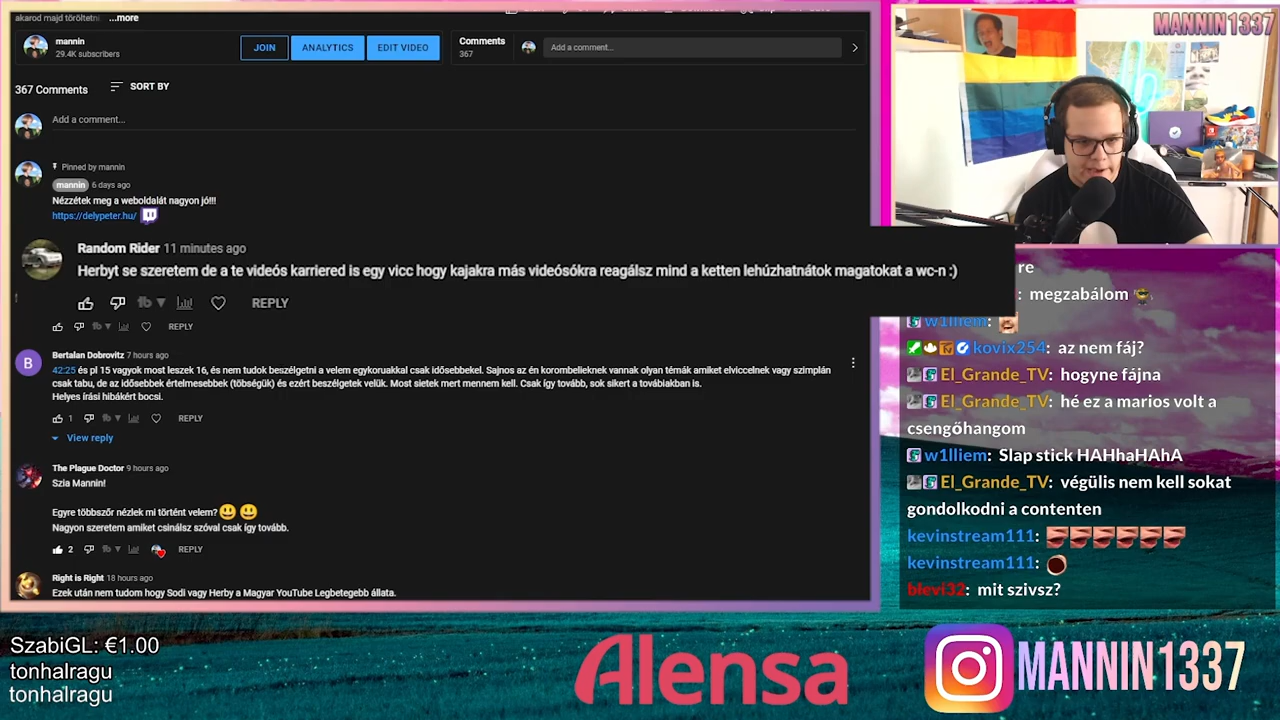 akarod majd töröltetni ...more
mannin
29.4K subscribers
JOIN
ANALYTICS
EDIT VIDEO
Comments
367
Add a comment...
367 Comments
SORT BY
Add a comment...
Pinned by mannin
mannin 6 days ago
Nézzétek meg a weboldalát nagyon jó!!!
https://delypeter.hu/
Random Rider 11 minutes ago
Herbyt se szeretem de a te videós karriered is egy vicc hogy kajakra más videósókra reagálsz mind a ketten lehúzhatnátok magatokat a wc-n :)
REPLY
REPLY
B
Bertalan Dobrovitz 7 hours ago
42:25 és pl 15 vagyok most leszek 16, és nem tudok beszélgetni a velem egykoruakkal csak idősebbekel. Sajnos az én korombelieknek vannak olyan témák amiket elviccelnek vagy szimplán
csak tabu, de az idősebbek értelmesebbek (töbségük) és ezért beszélgetek velük. Most sietek mert mennem kell. Csak így tovább, sok sikert a továbiakban is.
Helyes írási hibákért bocsi.
1 REPLY
View reply
The Plague Doctor 9 hours ago
Szia Mannin!
Egyre többszőr nézlek mi történt velem?
Nagyon szeretem amiket csinálsz szóval csak így tovább.
2 REPLY
Right is Right 18 hours ago
Ezek után nem tudom hogy Sodi vagy Herby a Magyar YouTube Legbetegebb állata.
MANNIN1337
re
: megzabálom
w1lliem:
kovix254: az nem fáj?
El_Grande_TV: hogyne fájna
El_Grande_TV: hé ez a marios volt a
csengőhangom
w1lliem: Slap stick HAHhaHAhA
El_Grande_TV: végülis nem kell sokat
gondolkodni a contenten
kevinstream111:
kevinstream111:
blevi32: mit szivsz?
SzabiGL: €1.00
tonhalragu
tonhalragu
Alensa
MANNIN1337